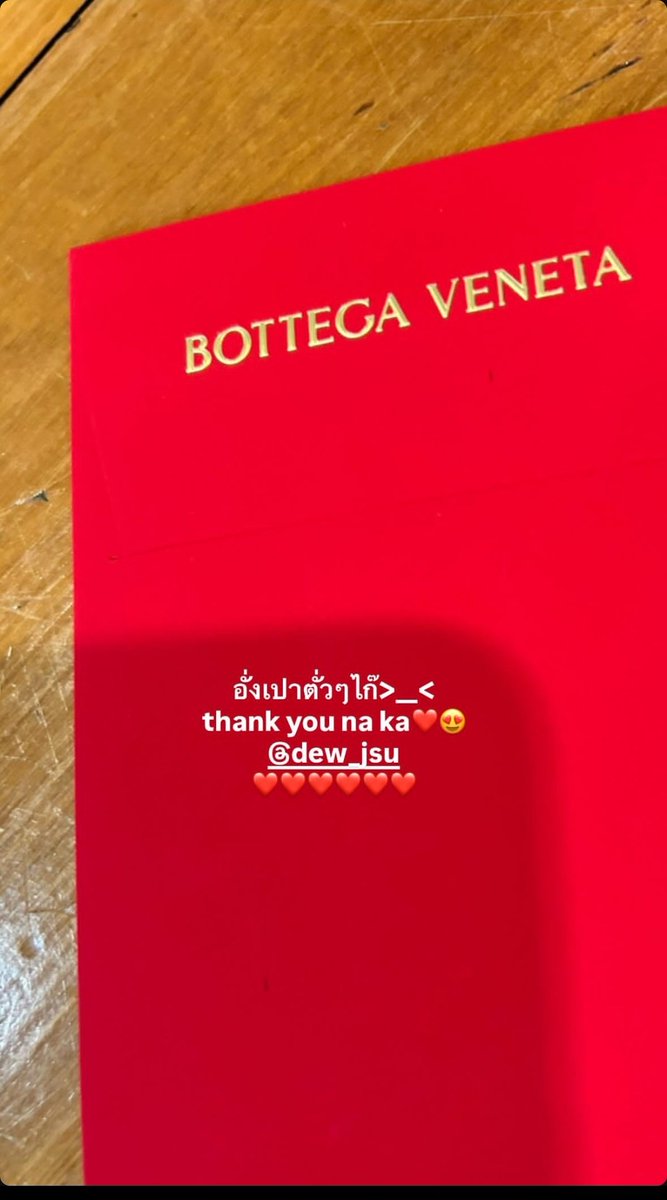 BOTTEGA VENETA
อั่งเปาตั่วๆไก๊>_<
thank you na ka❤️😍
@dew_jsu
❤️❤️❤️❤️❤️❤️